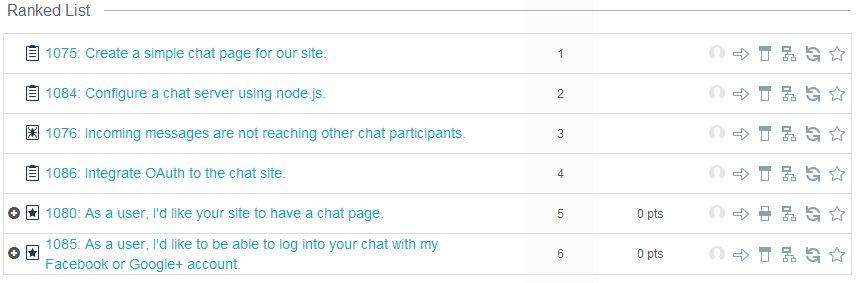 Ranked List
1075: Create a simple chat page for our site. 1
1084: Configure a chat server using node.js. 2
1076: Incoming messages are not reaching other chat participants. 3
1086: Integrate OAuth to the chat site. 4
1080: As a user, I'd like your site to have a chat page. 5 0 pts
1085: As a user, I'd like to be able to log into your chat with my
Facebook or Google+ account. 6 0 pts